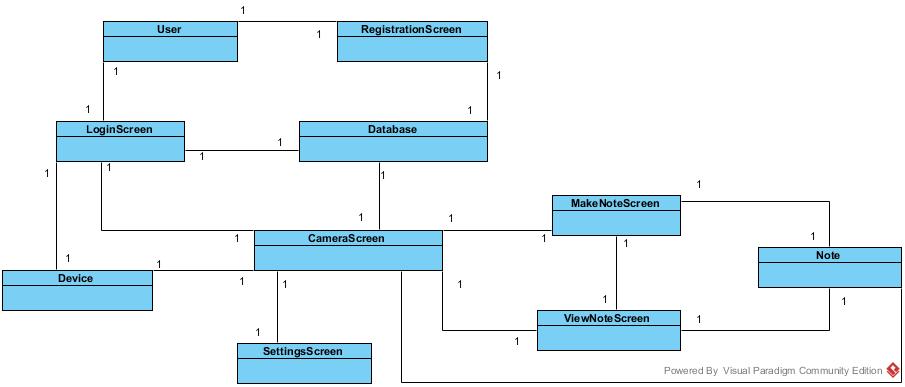 1
User
RegistrationScreen
1
1
1
1
1
LoginScreen
Database
1
1
1
1
1
1
1
1
1
MakeNoteScreen
1
1
1
CameraScreen
1
Note
1
1
Device
1
1
1
1
1
1
ViewNoteScreen
1
1
1
SettingsScreen
Powered By Visual Paradigm Community Edition